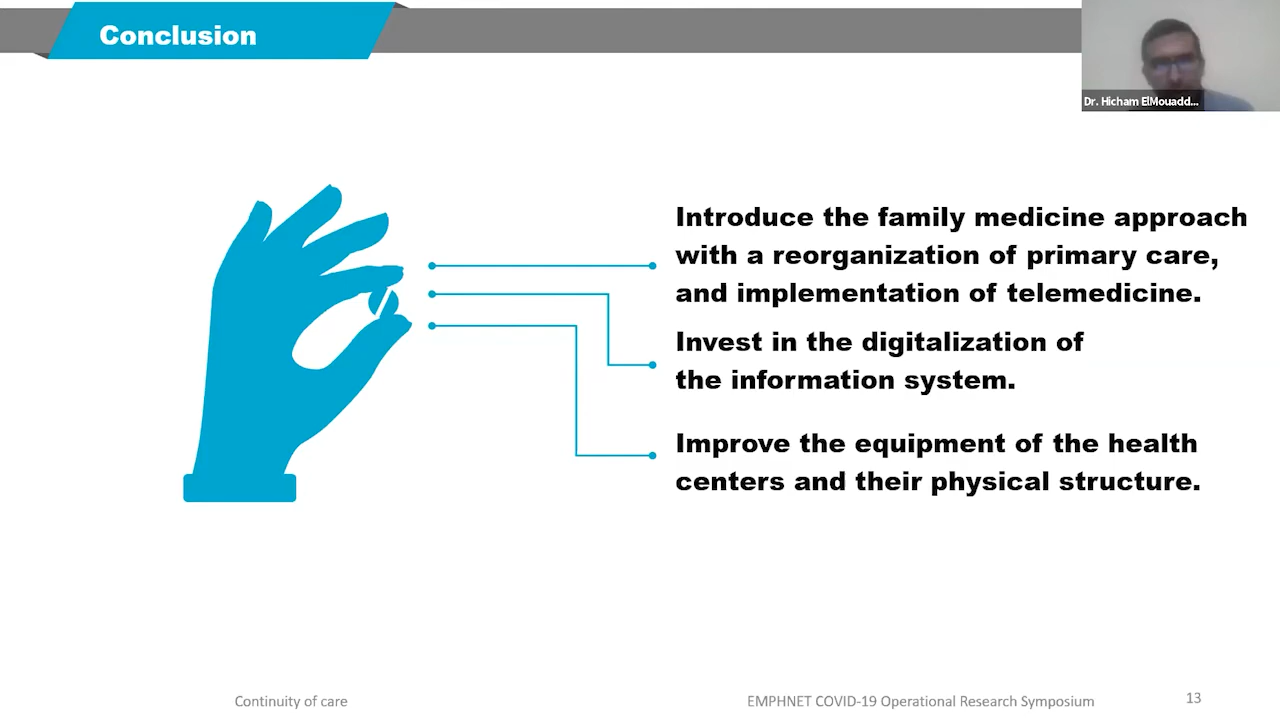 Conclusion
Dr. Hicham ElMouadd...
Introduce the family medicine approach
with a reorganization of primary care,
and implementation of telemedicine.
Invest in the digitalization of
the information system.
Improve the equipment of the health
centers and their physical structure.
Continuity of care
EMPHNET COVID-19 Operational Research Symposium
13